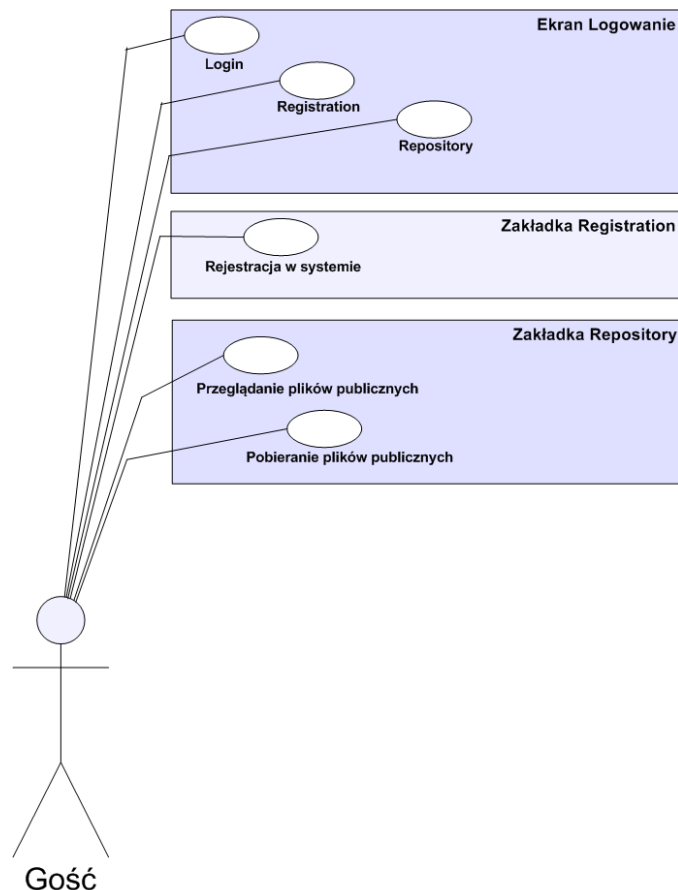 Ekran Logowanie
Login
Registration
Repository
Zakładka Registration
Rejestracja w systemie
Zakładka Repository
Przeglądanie plików publicznych
Pobieranie plików publicznych
Gość